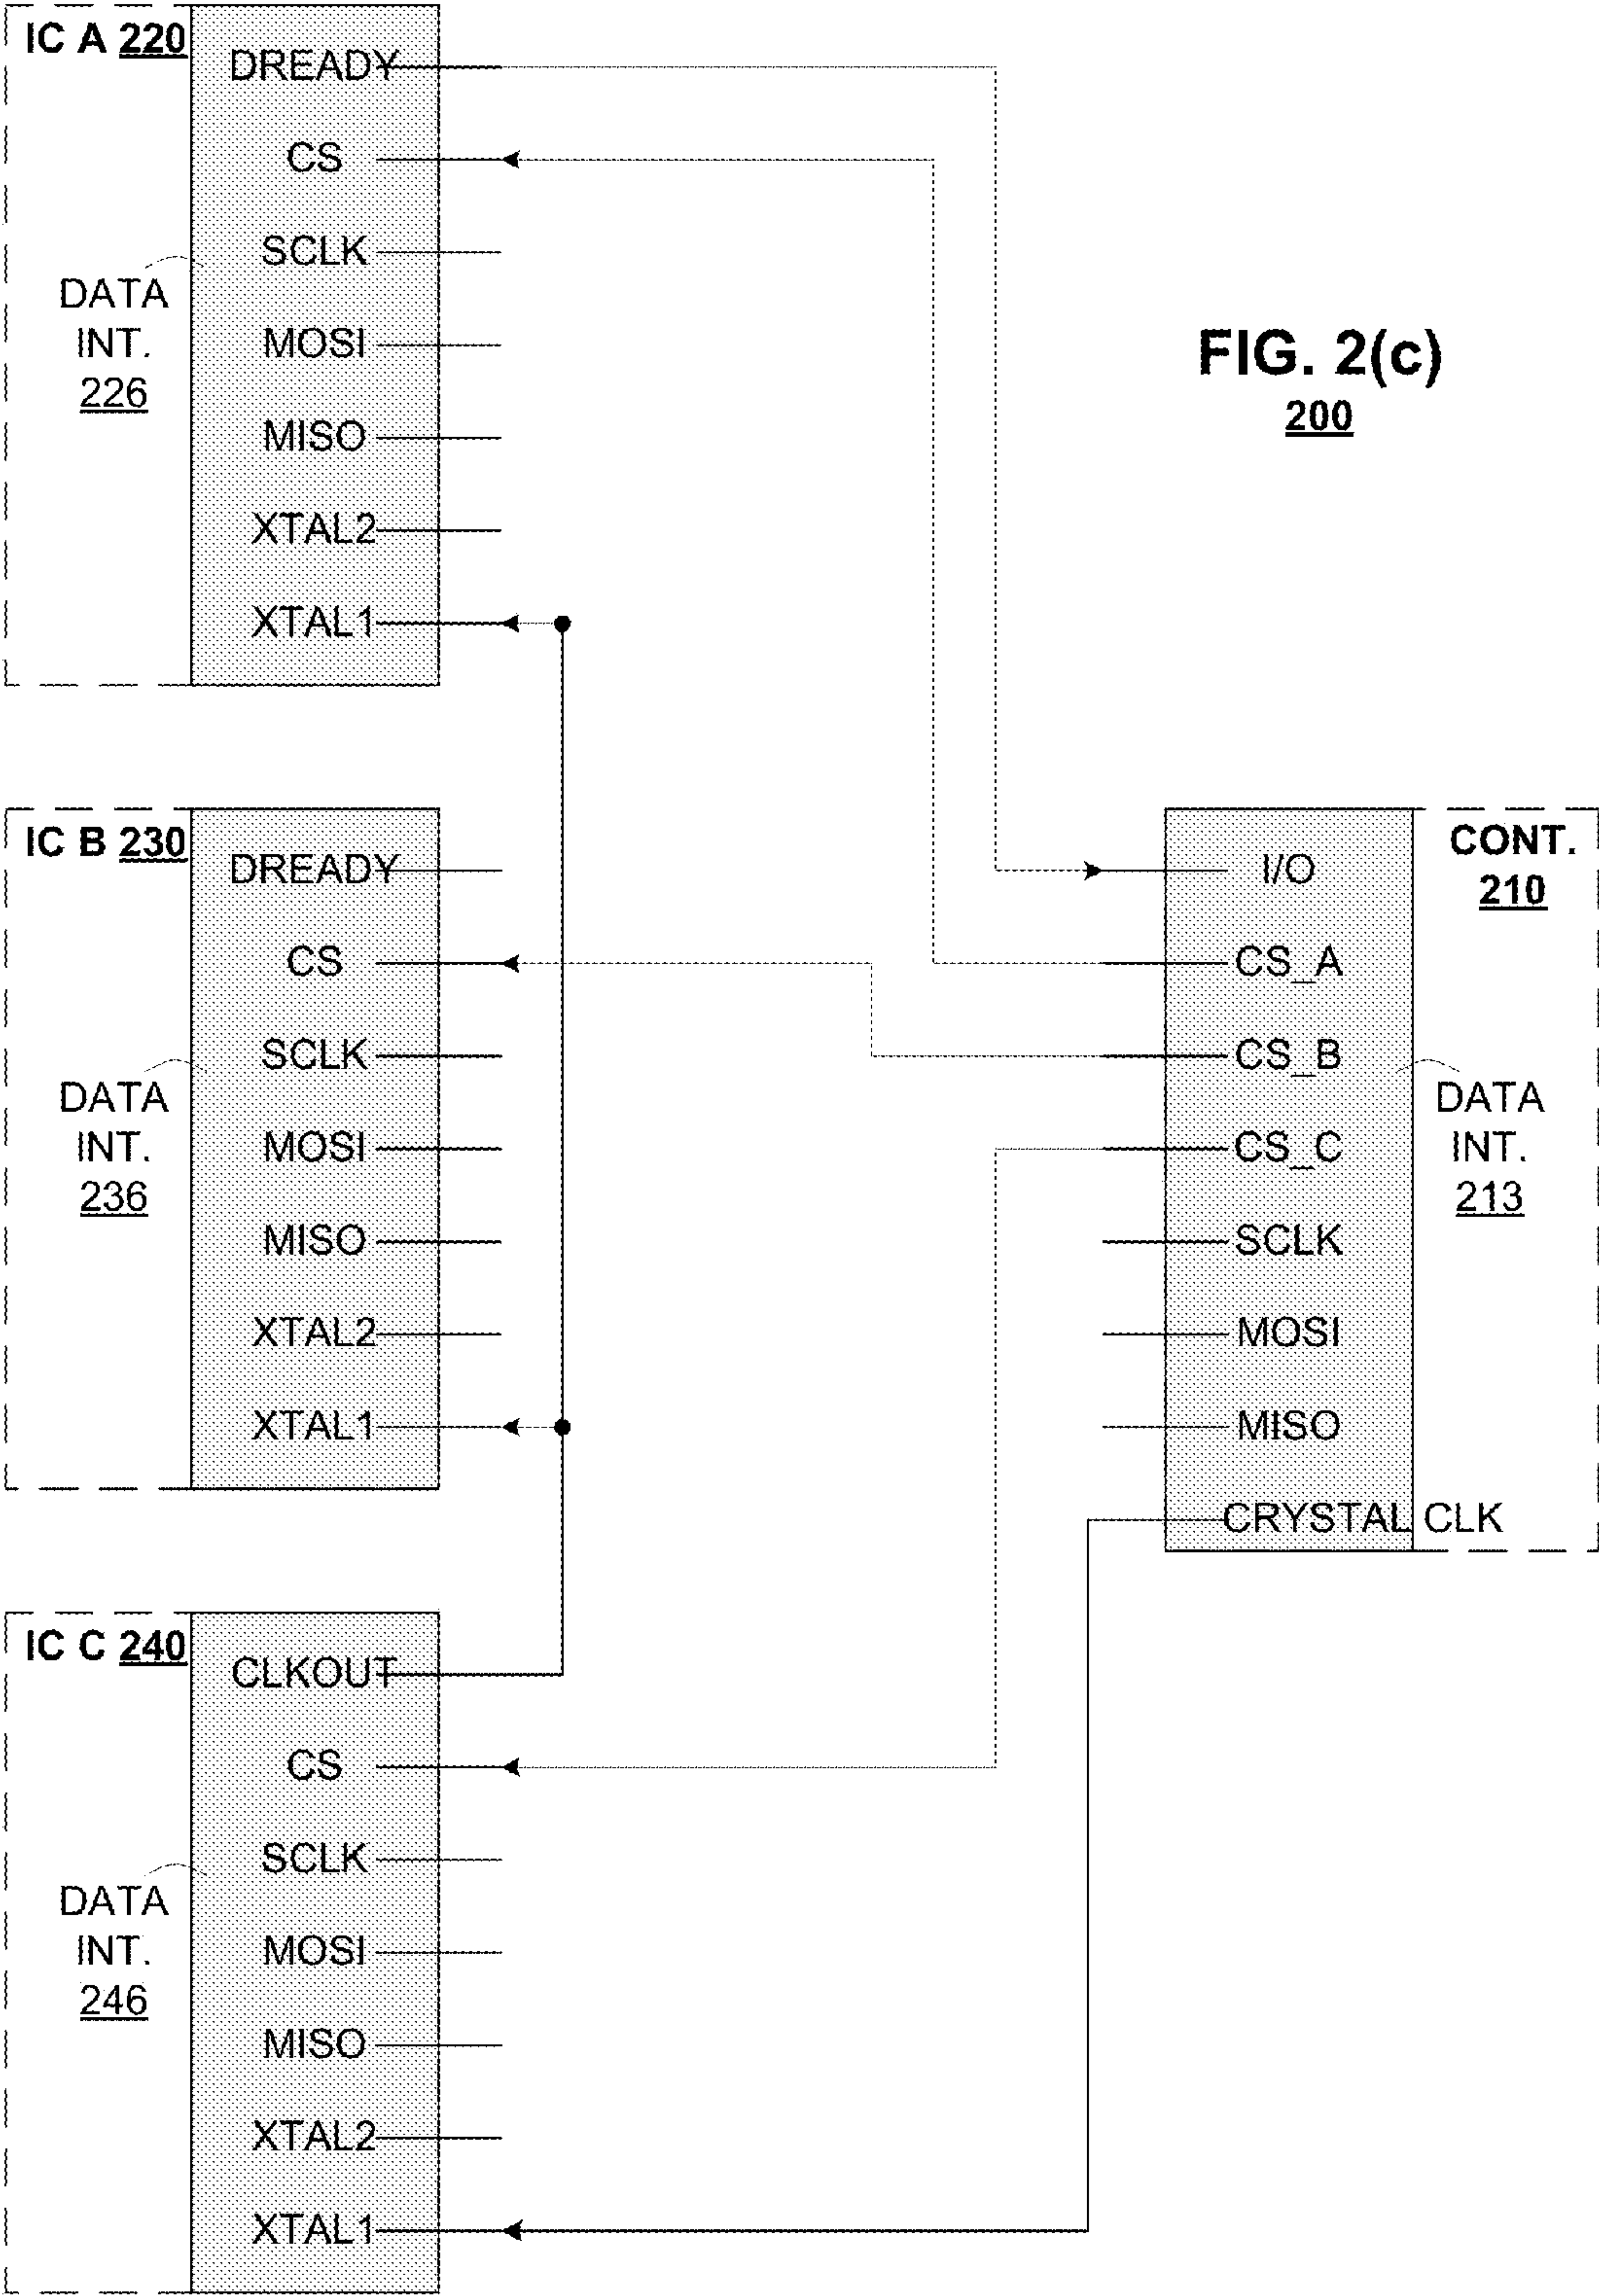 IC A 220
DREADY
CS
SCLK
DATA
INT.
226
MOSI
MISO
XTAL2
XTAL1
FIG. 2(c)
200
IC B 230
DREADY
CS
SCLK
DATA
INT.
236
MOSI
MISO
XTAL2
XTAL1
CONT.
210
I/O
CS_A
CS_B
CS_C
DATA
INT.
213
SCLK
MOSI
MISO
CRYSTAL CLK
IC C 240
CLKOUT
CS
SCLK
DATA
INT.
246
MOSI
MISO
XTAL2
XTAL1